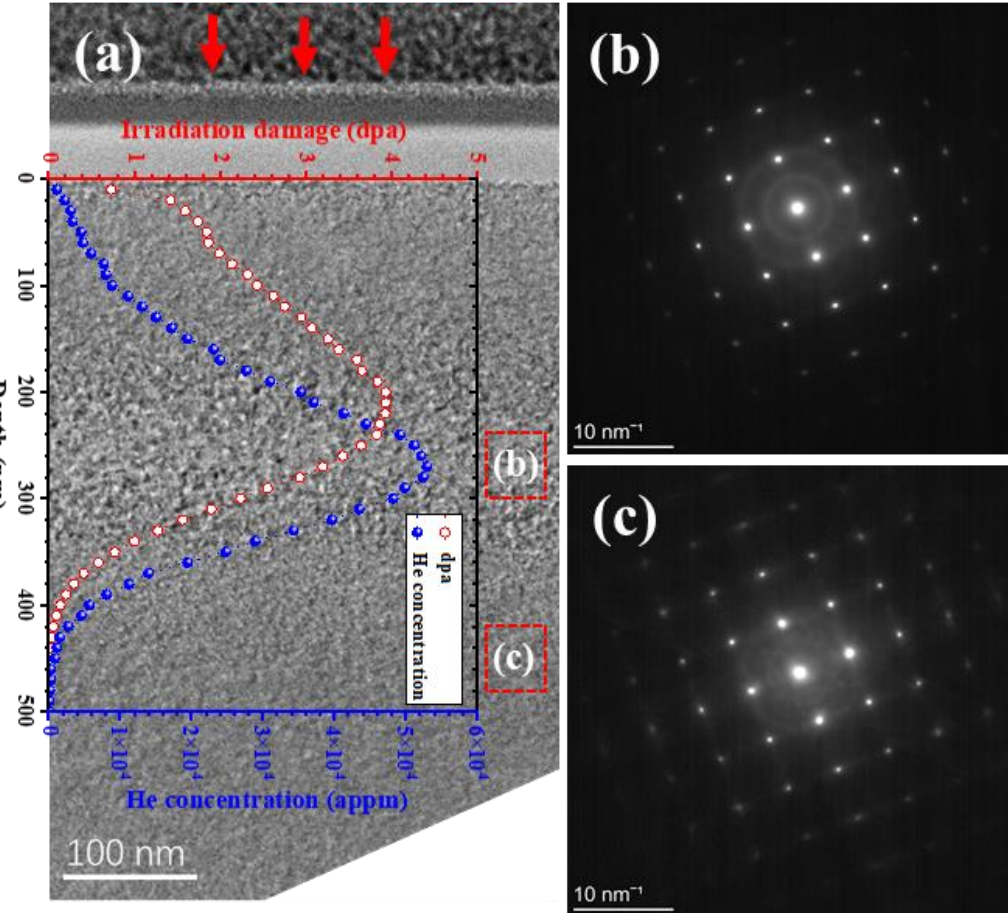 (a)
Irradiation damage (dpa)
0 1 2 3 4 5
0
100
200
300
400
500
(b)
dpa
He concentration
(c)
0 1×10⁴ 2×10⁴ 3×10⁴ 4×10⁴ 5×10⁴ 6×10⁴
He concentration (appm)
100 nm
(b)
10 nm⁻¹
(c)
10 nm⁻¹